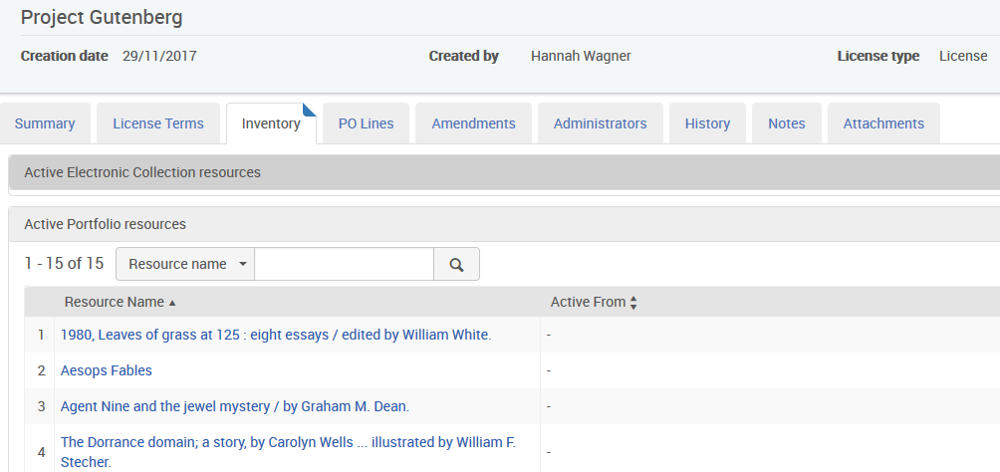 Project Gutenberg
Creation date 29/11/2017 Created by Hannah Wagner License type License
Summary License Terms Inventory PO Lines Amendments Administrators History Notes Attachments
Active Electronic Collection resources
Active Portfolio resources
1 - 15 of 15 Resource name
Resource Name Active From
1 1980, Leaves of grass at 125 : eight essays / edited by William White. -
2 Aesops Fables -
3 Agent Nine and the jewel mystery / by Graham M. Dean. -
4 The Dorrance domain; a story, by Carolyn Wells ... illustrated by William F. -
Stecher.